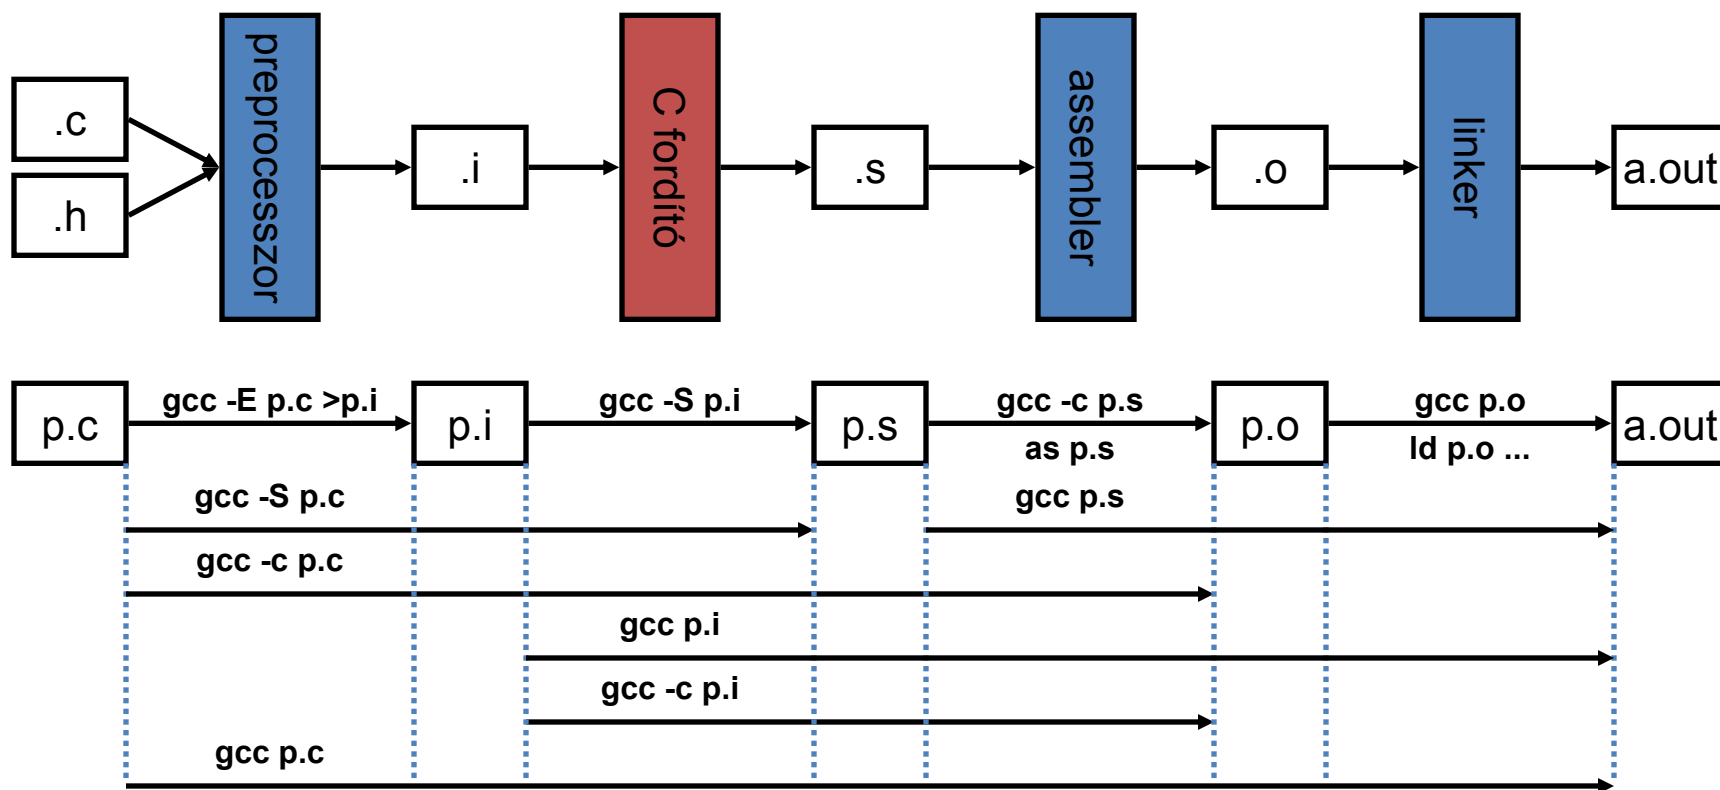 .c
.h
preprocesszor
.i
C fordító
.s
assembler
.o
linker
a.out
p.c
gcc -E p.c >p.i
p.i
gcc -S p.i
p.s
gcc -c p.s
as p.s
p.o
gcc p.o
ld p.o ...
a.out
gcc -S p.c
gcc p.s
gcc -c p.c
gcc p.i
gcc -c p.i
gcc p.c